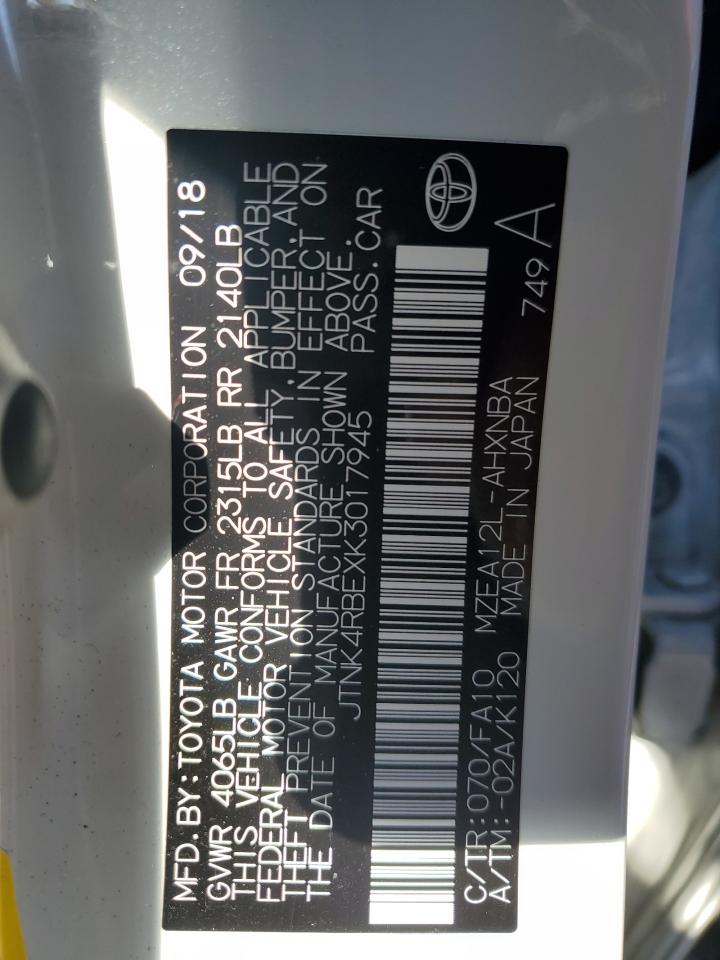 MFD.BY:TOYOTA MOTOR CORPORATION 09/18
GVWR 4065LB GAWR FR 2315LB RR 2140LB
THIS VEHICLE CONFORMS TO ALL APPLICABLE
FEDERAL MOTOR VEHICLE SAFETY, BUMPER, AND
THEFT PREVENTION STANDARDS IN EFFECT ON
THE DATE OF MANUFACTURE SHOWN ABOVE.
JTNK4RBEXK3017945 PASS.CAR
C/TR:070/FA10 MZEA12L-AHXNBA
A/TM:-02A/K120 MADE IN JAPAN 749 A